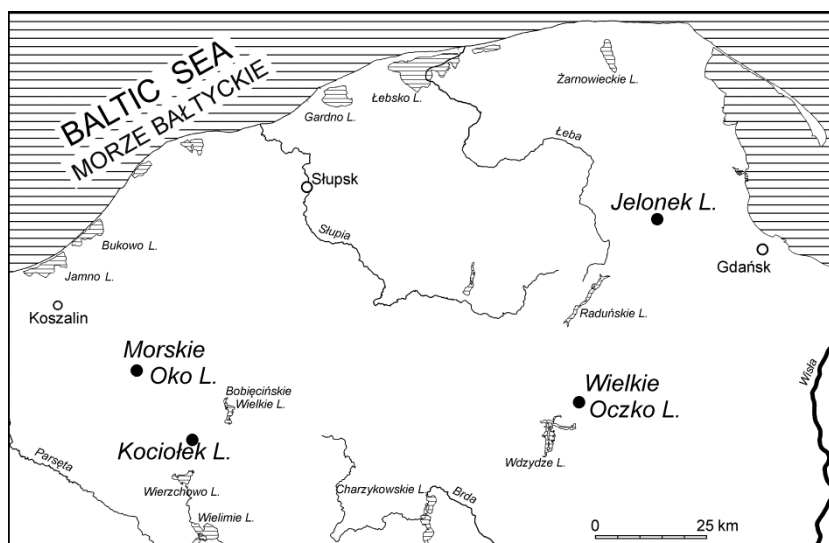 BALTIC SEA
MORZE BAŁTYCKIE
Żarnowieckie L.
Łebsko L.
Gardno L.
Łeba
Słupsk
Jelonek L.
Słupia
Bukowo L.
Gdańsk
Jamno L.
Raduńskie L.
Koszalin
Morskie
Oko L.
Wisła
Bobięcińskie
Wielkie L.
Wielkie
Oczko L.
Kociołek L.
Parsęta
Wdzydze L.
Wierzchowo L.
Charzykowskie L.
Brda
Wielimie L.
0 25 km